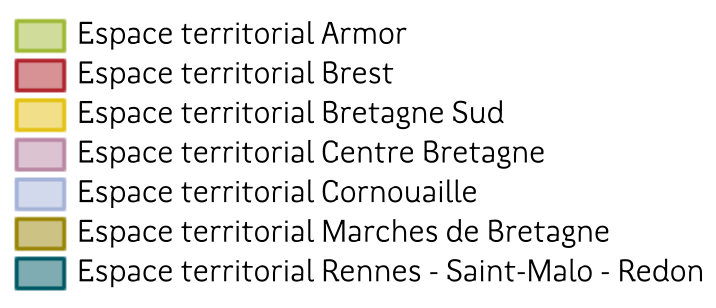 Espace territorial Armor
Espace territorial Brest
Espace territorial Bretagne Sud
Espace territorial Centre Bretagne
Espace territorial Cornouaille
Espace territorial Marches de Bretagne
Espace territorial Rennes - Saint-Malo - Redon